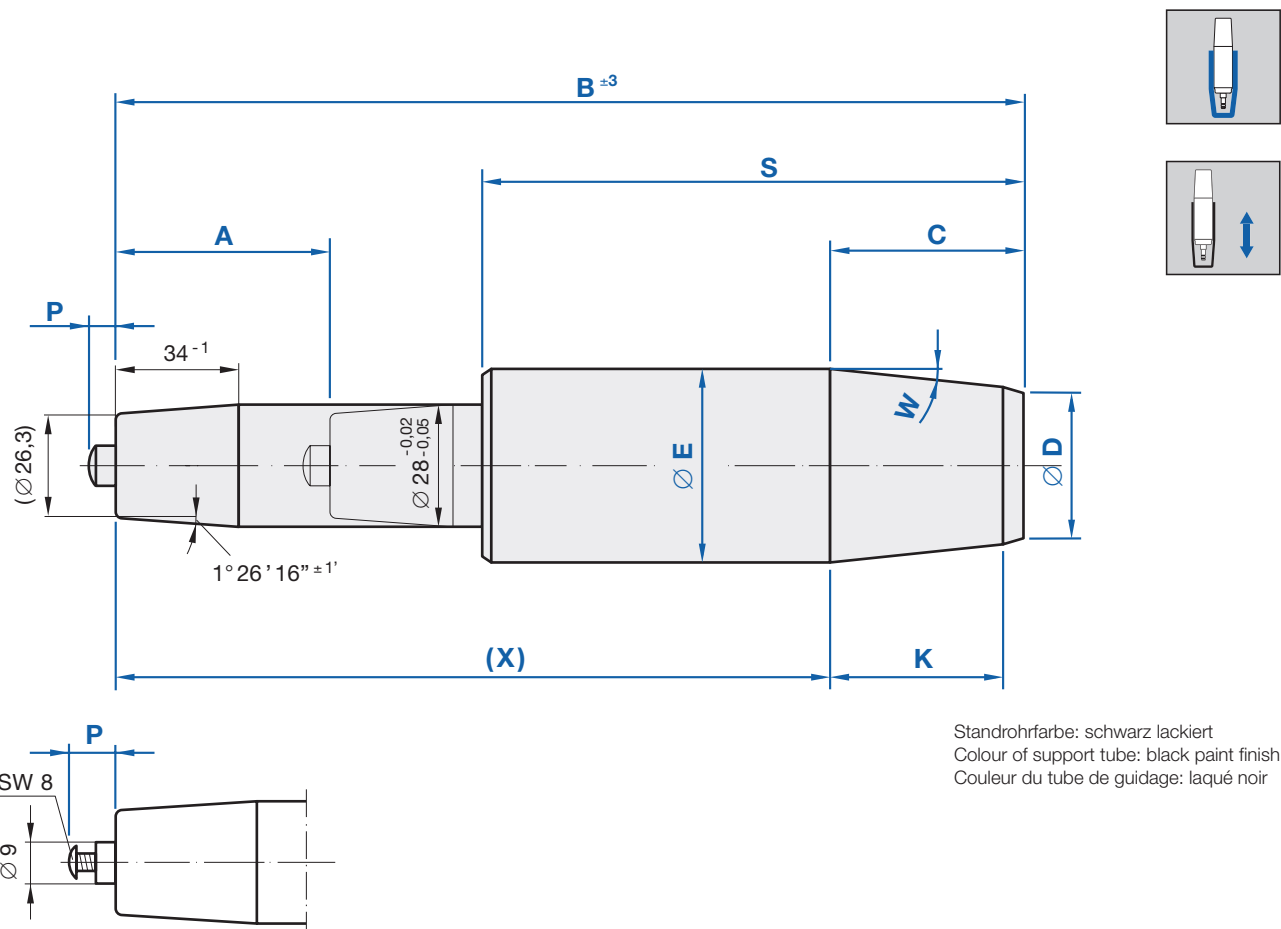 B ±3
S
A
C
P
34 -1
W
(Ø 26,3)
Ø 28 -0,02 -0,05
Ø E
Ø D
1° 26 ’ 16” ± 1’
(X)
K
P
SW 8
Ø 9
Standrohrfarbe: schwarz lackiert
Colour of support tube: black paint finish
Couleur du tube de guidage: laqué noir